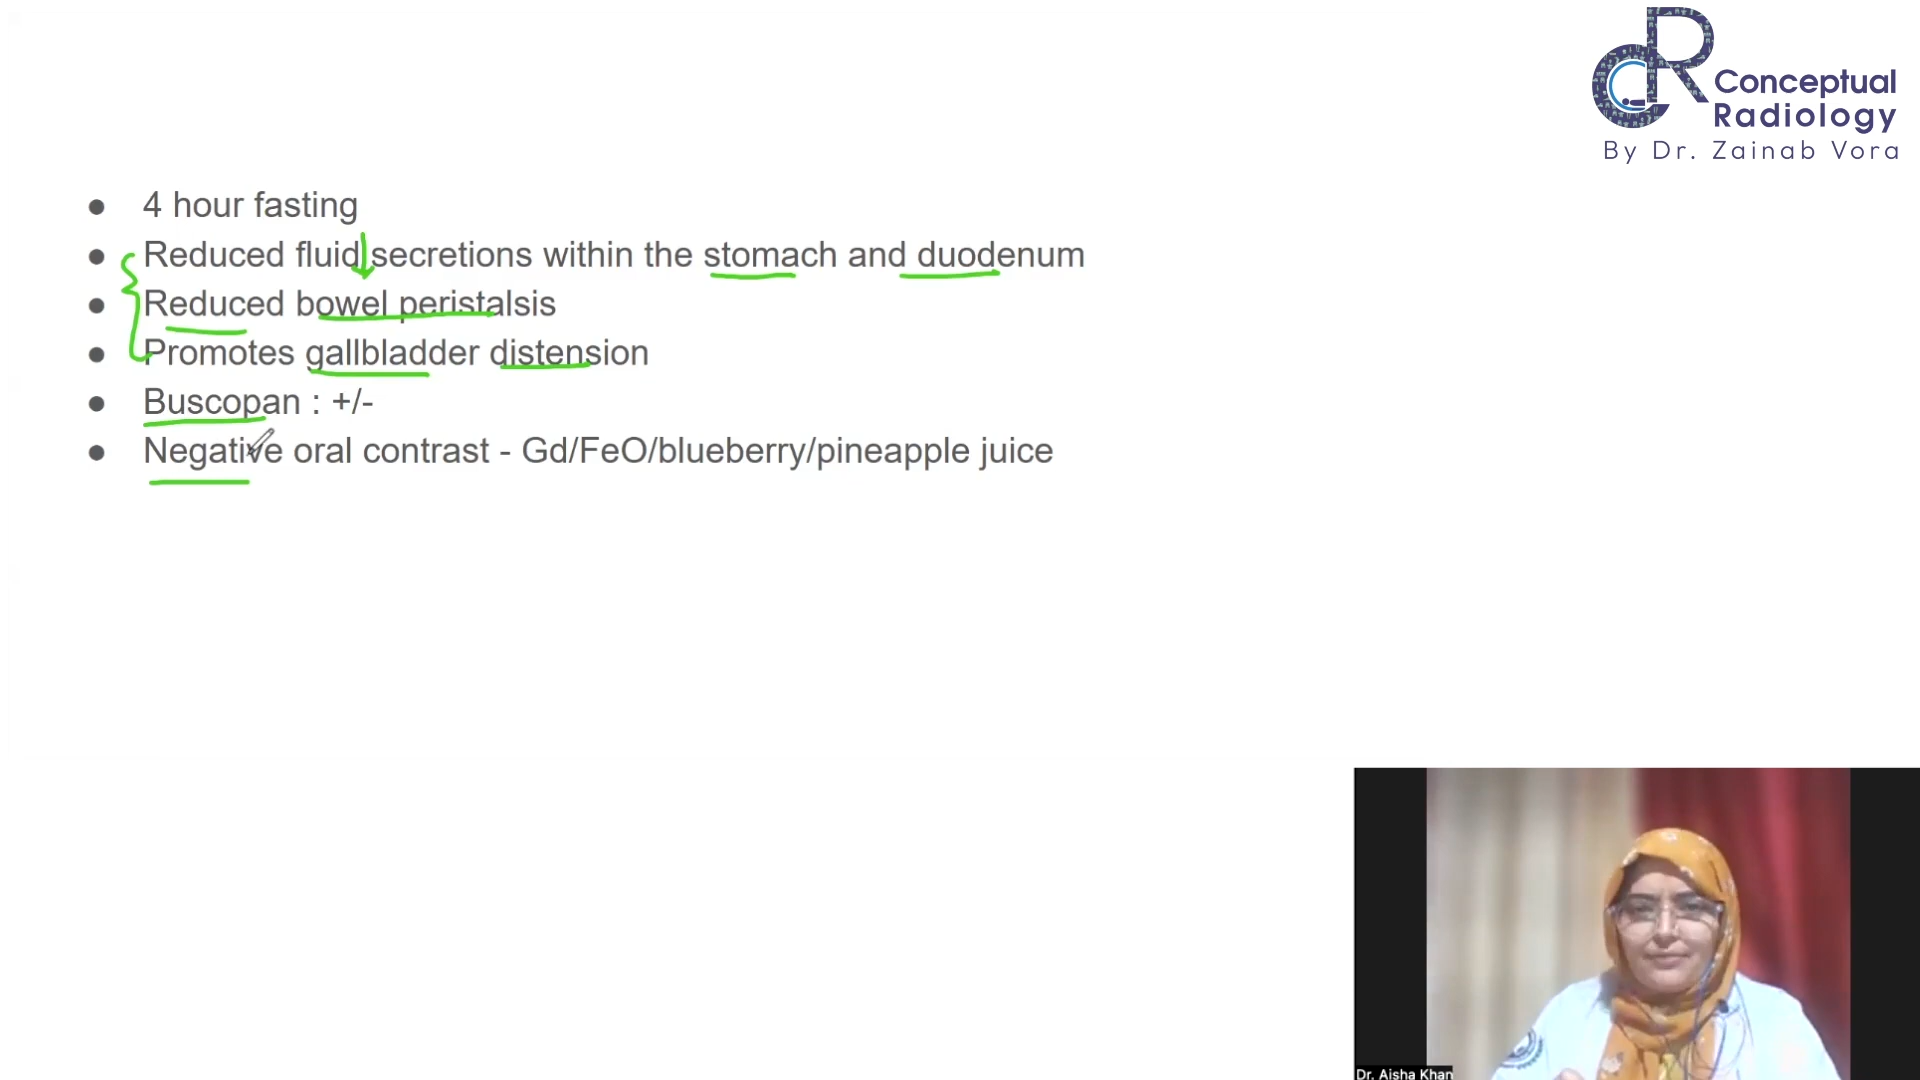 CR Conceptual
Radiology
By Dr. Zainab Vora
● 4 hour fasting
● Reduced fluid secretions within the stomach and duodenum
● Reduced bowel peristalsis
● Promotes gallbladder distension
● Buscopan : +/-
● Negative oral contrast - Gd/FeO/blueberry/pineapple juice
Dr. Aisha Khan